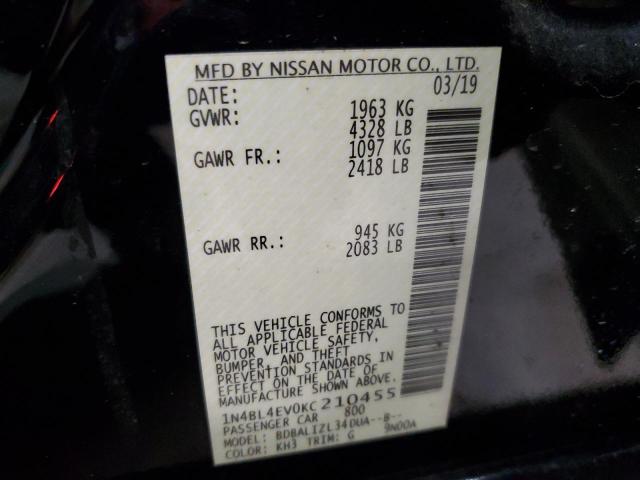 MFD BY NISSAN MOTOR CO., LTD.
DATE: 03/19
GVWR: 1963 KG
4328 LB
GAWR FR.: 1097 KG
2418 LB
GAWR RR.: 945 KG
2083 LB
THIS VEHICLE CONFORMS TO
ALL APPLICABLE FEDERAL
MOTOR VEHICLE SAFETY,
BUMPER, AND THEFT
PREVENTION STANDARDS IN
EFFECT ON THE DATE OF
MANUFACTURE SHOWN ABOVE.
1N4BL4EV0KC210455
PASSENGER CAR 800
MODEL: BDBALIZL34DUA--B--
COLOR: KH3 TRIM: G 9N00A